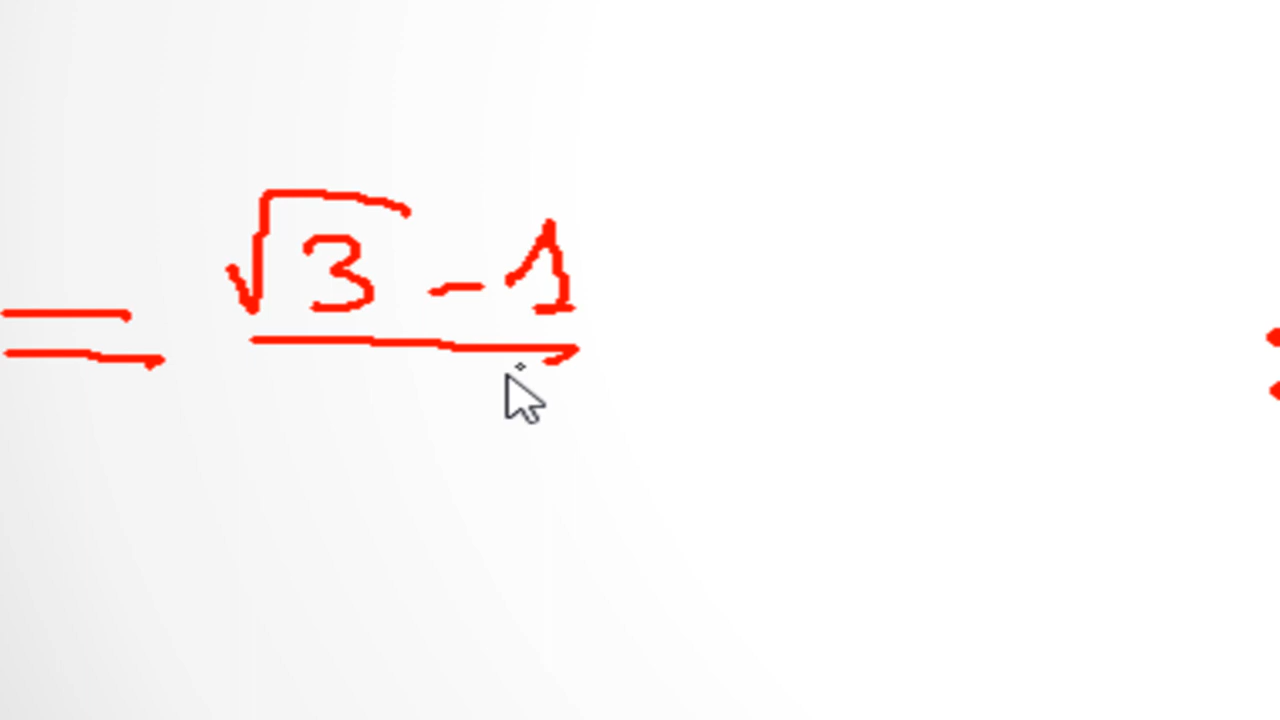 = √3 - 1